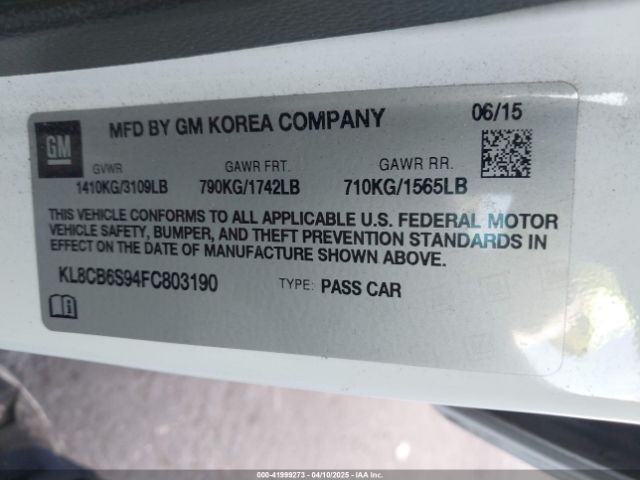 MFD BY GM KOREA COMPANY 06/15
GM
GVWR GAWR FRT. GAWR RR.
1410KG/3109LB 790KG/1742LB 710KG/1565LB
THIS VEHICLE CONFORMS TO ALL APPLICABLE U.S. FEDERAL MOTOR
VEHICLE SAFETY, BUMPER, AND THEFT PREVENTION STANDARDS IN
EFFECT ON THE DATE OF MANUFACTURE SHOWN ABOVE.
KL8CB6S94FC803190 TYPE: PASS CAR
000-41999273 - 04/10/2025 - IAA Inc.